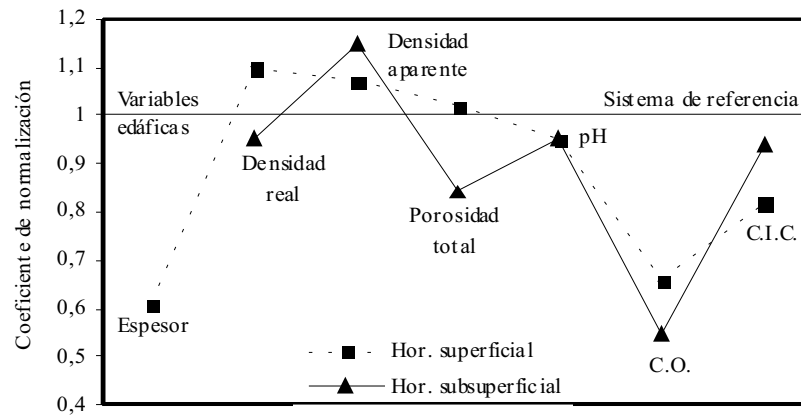 Coeficiente de normalización
1,2
1,1
1
0,9
0,8
0,7
0,6
0,5
0,4
Variables
edáficas
Densidad
aparente
Sistema de referencia
Densidad
real
pH
Porosidad
total
C.I.C.
Espesor
C.O.
Hor. superficial
Hor. subsuperficial